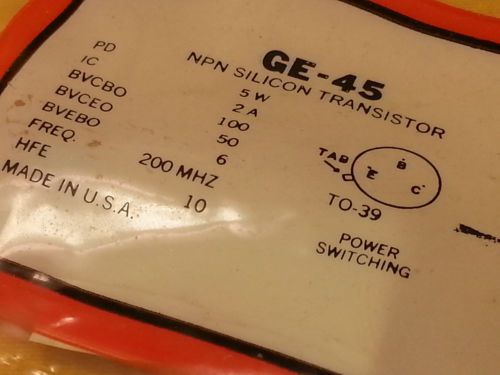 GE-45
NPN SILICON TRANSISTOR
PD 5 W
IC 2 A
BVCBO 100
BVCEO 50
BVEBO 6
FREQ. 200 MHZ
HFE 10
MADE IN U.S.A.
TAB
E
B
C
TO-39
POWER
SWITCHING